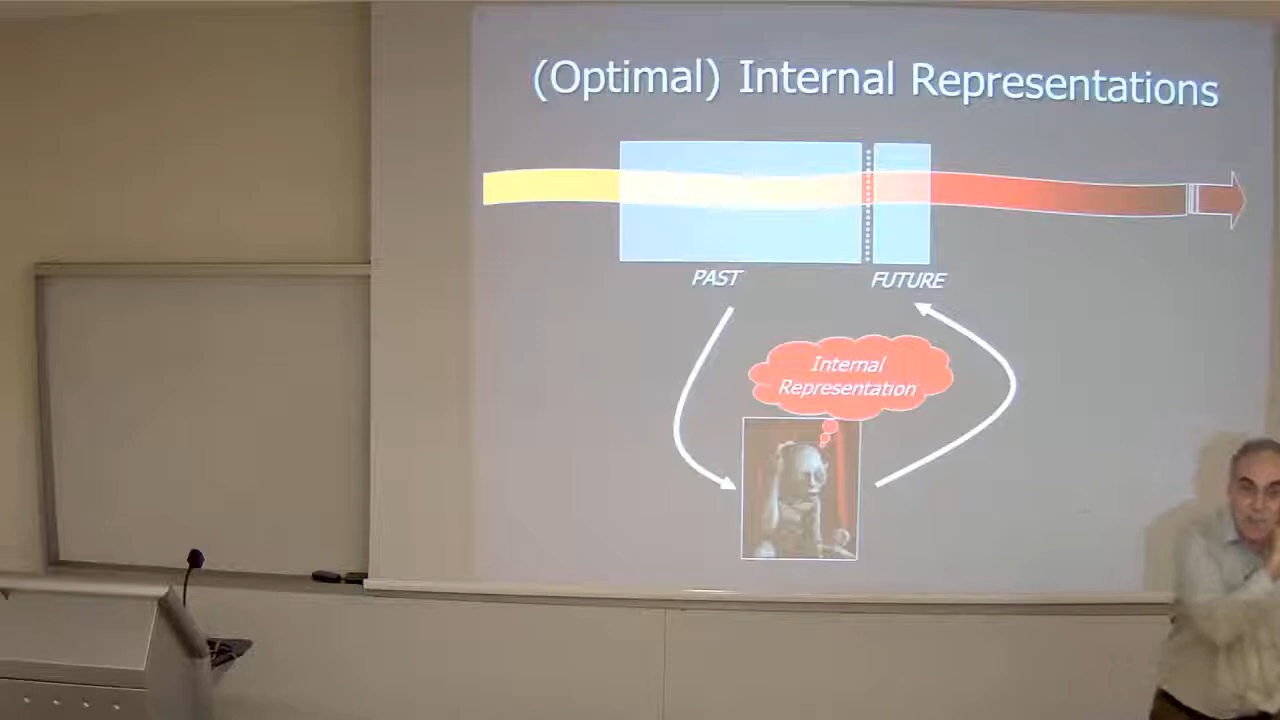 (Optimal) Internal Representations
PAST
FUTURE
Internal
Representation